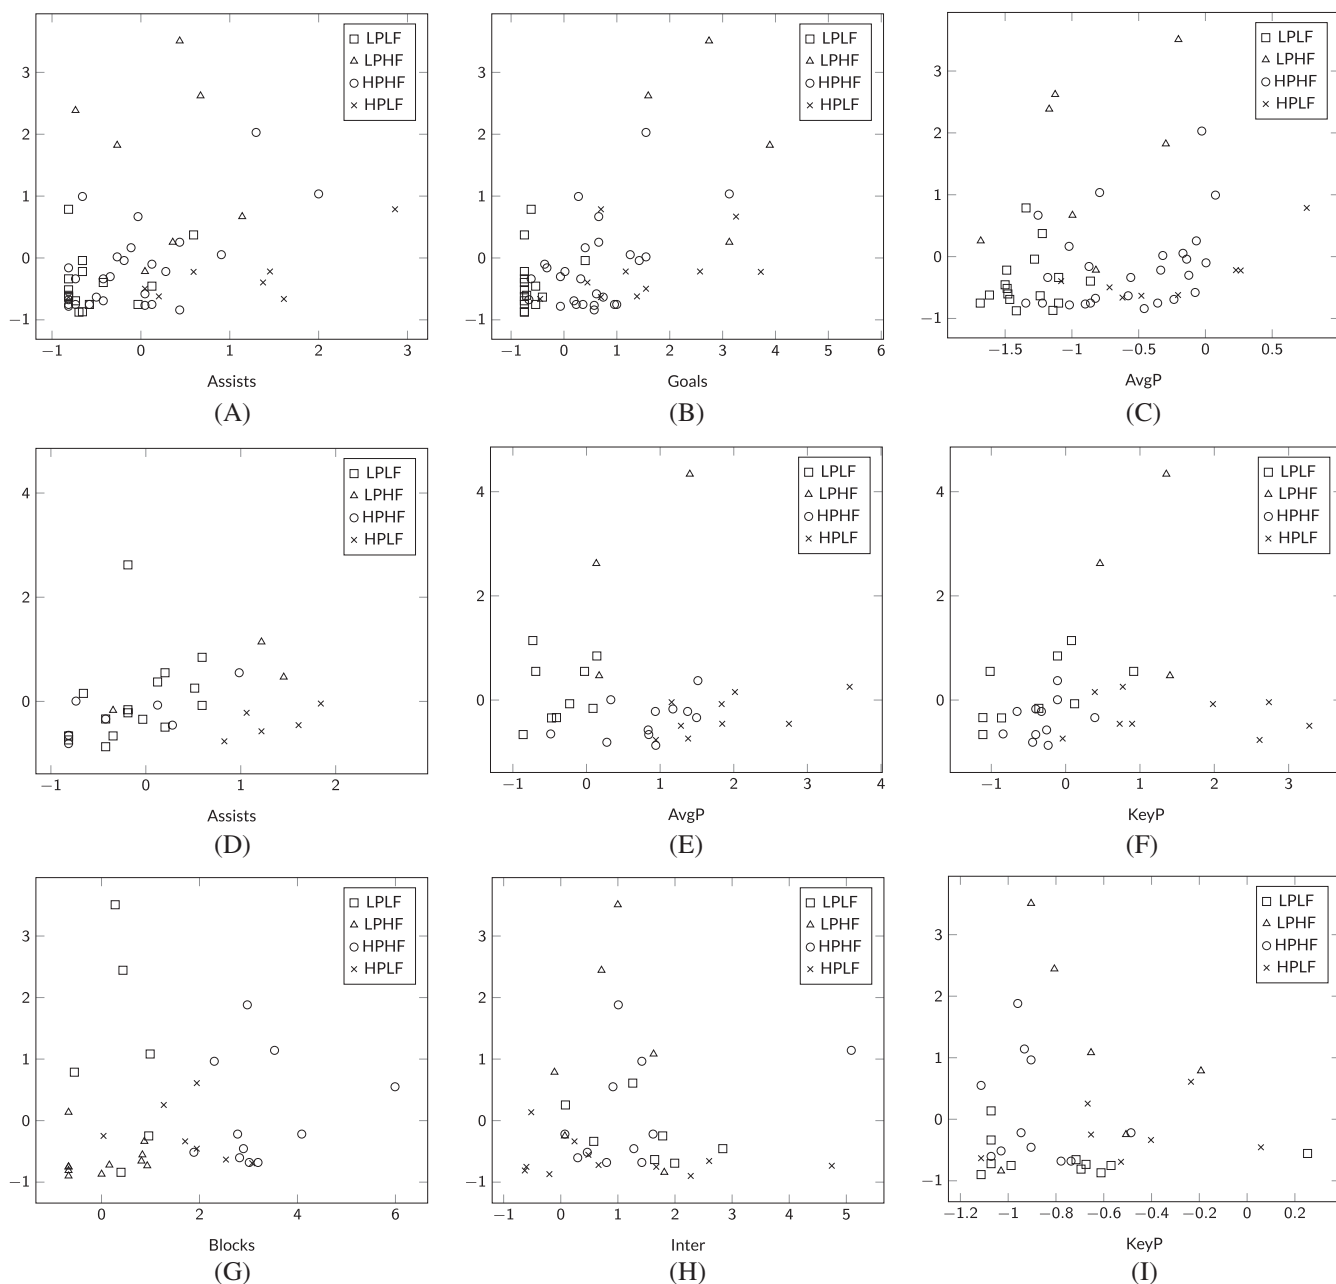 LPLF
LPHF
HPHF
HPLF
3
2
1
0
−1
−1 0 1 2 3
Assists
(A)
LPLF
LPHF
HPHF
HPLF
3
2
1
0
−1
−1 0 1 2 3 4 5 6
Goals
(B)
LPLF
LPHF
HPHF
HPLF
3
2
1
0
−1
−1.5 −1 −0.5 0 0.5
AvgP
(C)
LPLF
LPHF
HPHF
HPLF
4
2
0
−1 0 1 2
Assists
(D)
LPLF
LPHF
HPHF
HPLF
4
2
0
−1 0 1 2 3 4
AvgP
(E)
LPLF
LPHF
HPHF
HPLF
4
2
0
−1 0 1 2 3
KeyP
(F)
LPLF
LPHF
HPHF
HPLF
3
2
1
0
−1
0 2 4 6
Blocks
(G)
LPLF
LPHF
HPHF
HPLF
3
2
1
0
−1
−1 0 1 2 3 4 5
Inter
(H)
LPLF
LPHF
HPHF
HPLF
3
2
1
0
−1
−1.2 −1 −0.8 −0.6 −0.4 −0.2 0 0.2
KeyP
(I)